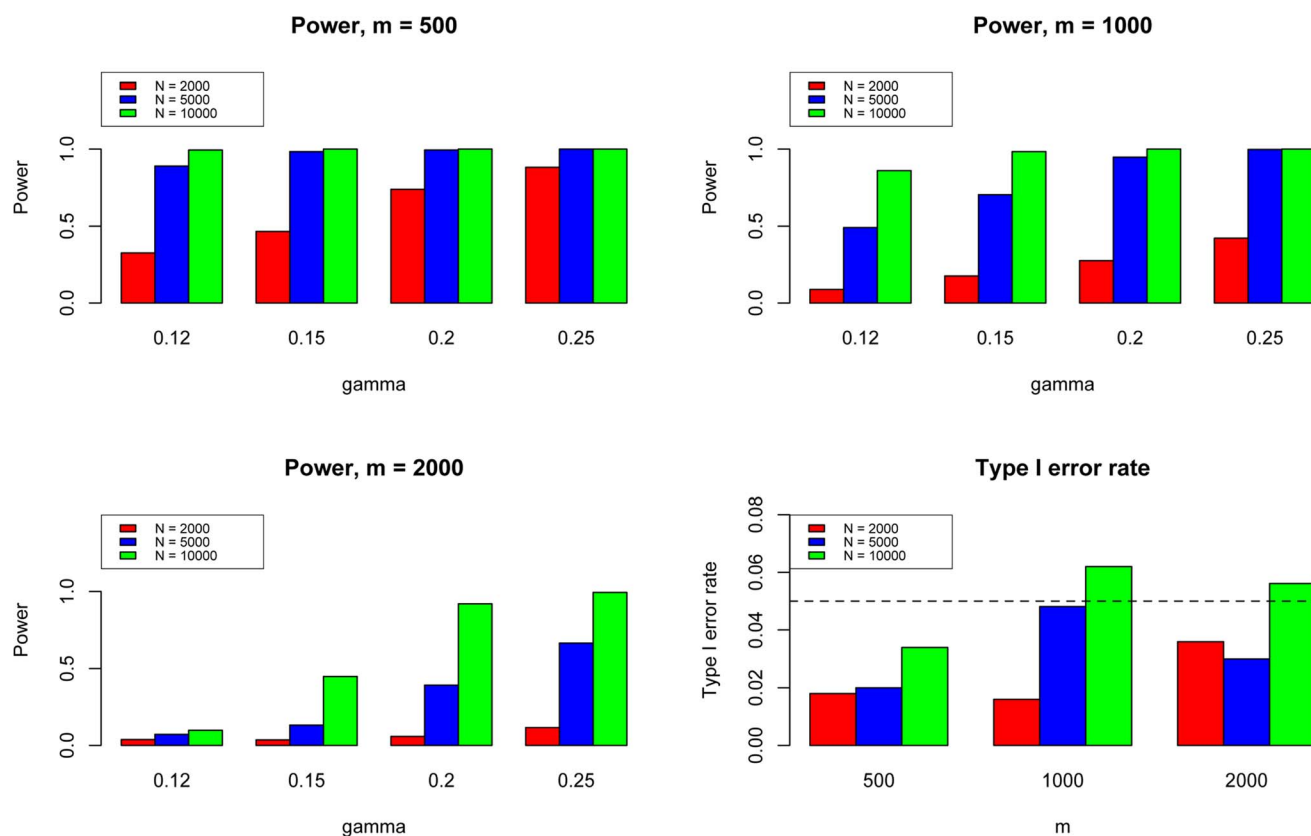 Power, m = 500
N = 2000
N = 5000
N = 10000
Power
1.0
0.5
0.0
0.12 0.15 0.2 0.25
gamma
Power, m = 1000
N = 2000
N = 5000
N = 10000
Power
1.0
0.5
0.0
0.12 0.15 0.2 0.25
gamma
Power, m = 2000
N = 2000
N = 5000
N = 10000
Power
1.0
0.5
0.0
0.12 0.15 0.2 0.25
gamma
Type I error rate
N = 2000
N = 5000
N = 10000
Type I error rate
0.08
0.06
0.04
0.02
0.00
500 1000 2000
m